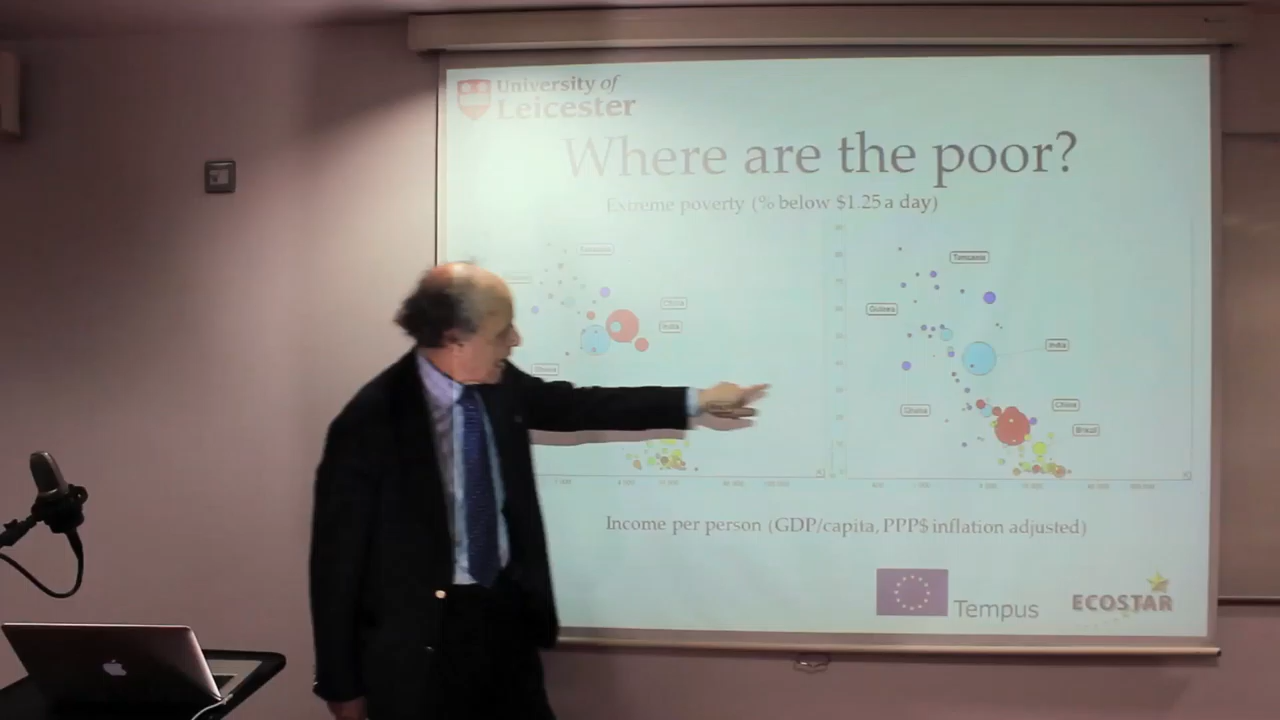 University of
Leicester
Where are the poor?
Extreme poverty (% below $1.25 a day)
Tanzania
China
India
Ghana
Tanzania
Guinea
India
Ghana
China
Brazil
Income per person (GDP/capita, PPP$ inflation adjusted)
Tempus
ECOSTAR